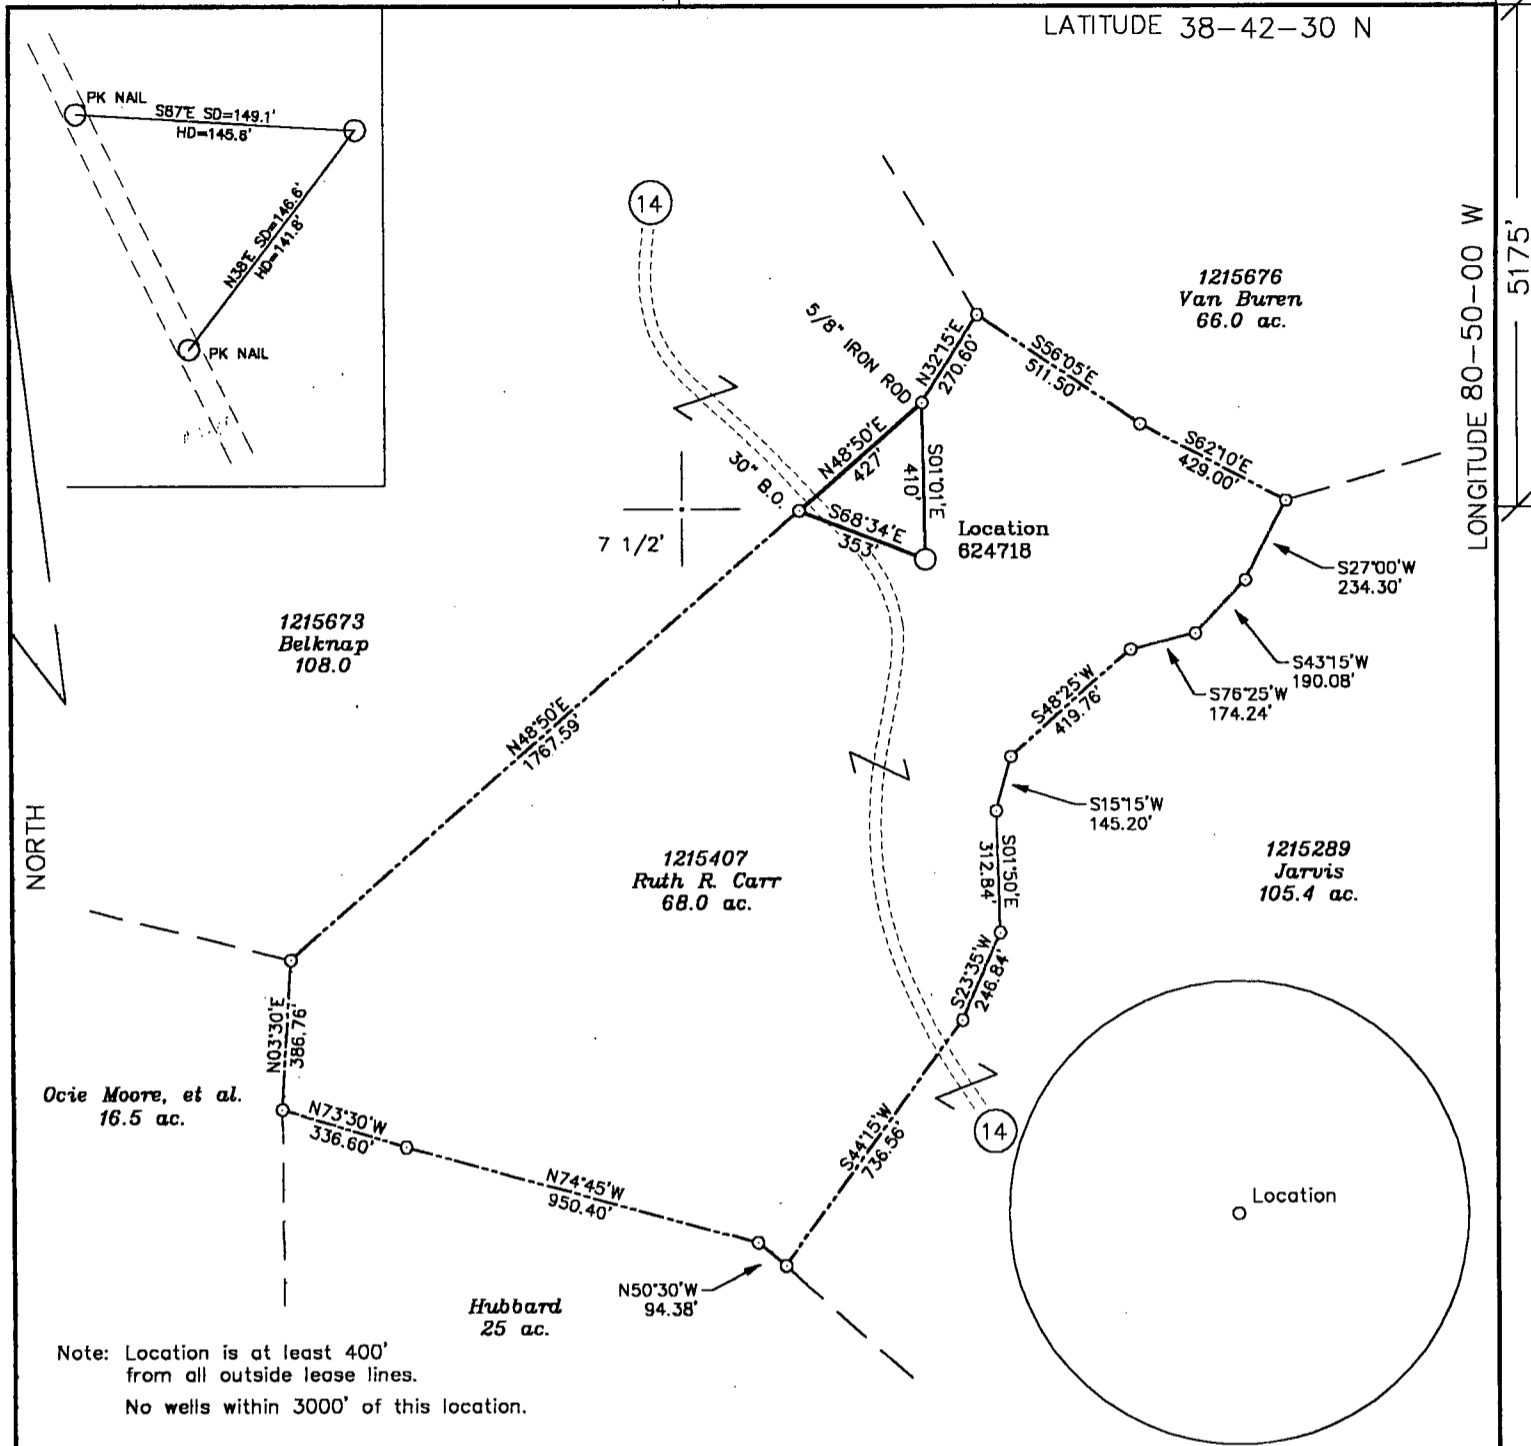 LATITUDE 38-42-30 N
PK NAIL
S87°E SD=149.1'
HD=145.8'
N38°E SD=146.6'
HD=141.8'
PK NAIL
14
1215676
Van Buren
66.0 ac.
LONGITUDE 80-50-00 W
5175'
5/8" IRON ROD
N32°15'E
270.60'
S56°05'E
511.50'
S62°10'E
429.00'
N48°50'E
427'
S01°01'E
410'
30" B.O.
S68°34'E
353'
Location
624718
7 1/2'
S27°00'W
234.30'
1215673
Belknap
108.0
S43°15'W
190.08'
S76°25'W
174.24'
S48°25'W
419.76'
N48°50'E
1767.59'
S15°15'W
145.20'
NORTH
1215407
Ruth R. Carr
68.0 ac.
S01°50'E
312.84'
1215289
Jarvis
105.4 ac.
S23°35'W
246.84'
N03°30'E
386.76'
Ocie Moore, et al.
16.5 ac.
N73°30'W
336.60'
S44°15'W
736.56'
14
N74°45'W
950.40'
Location
N50°30'W
94.38'
Hubbard
25 ac.
Note: Location is at least 400'
from all outside lease lines.
No wells within 3000' of this location.